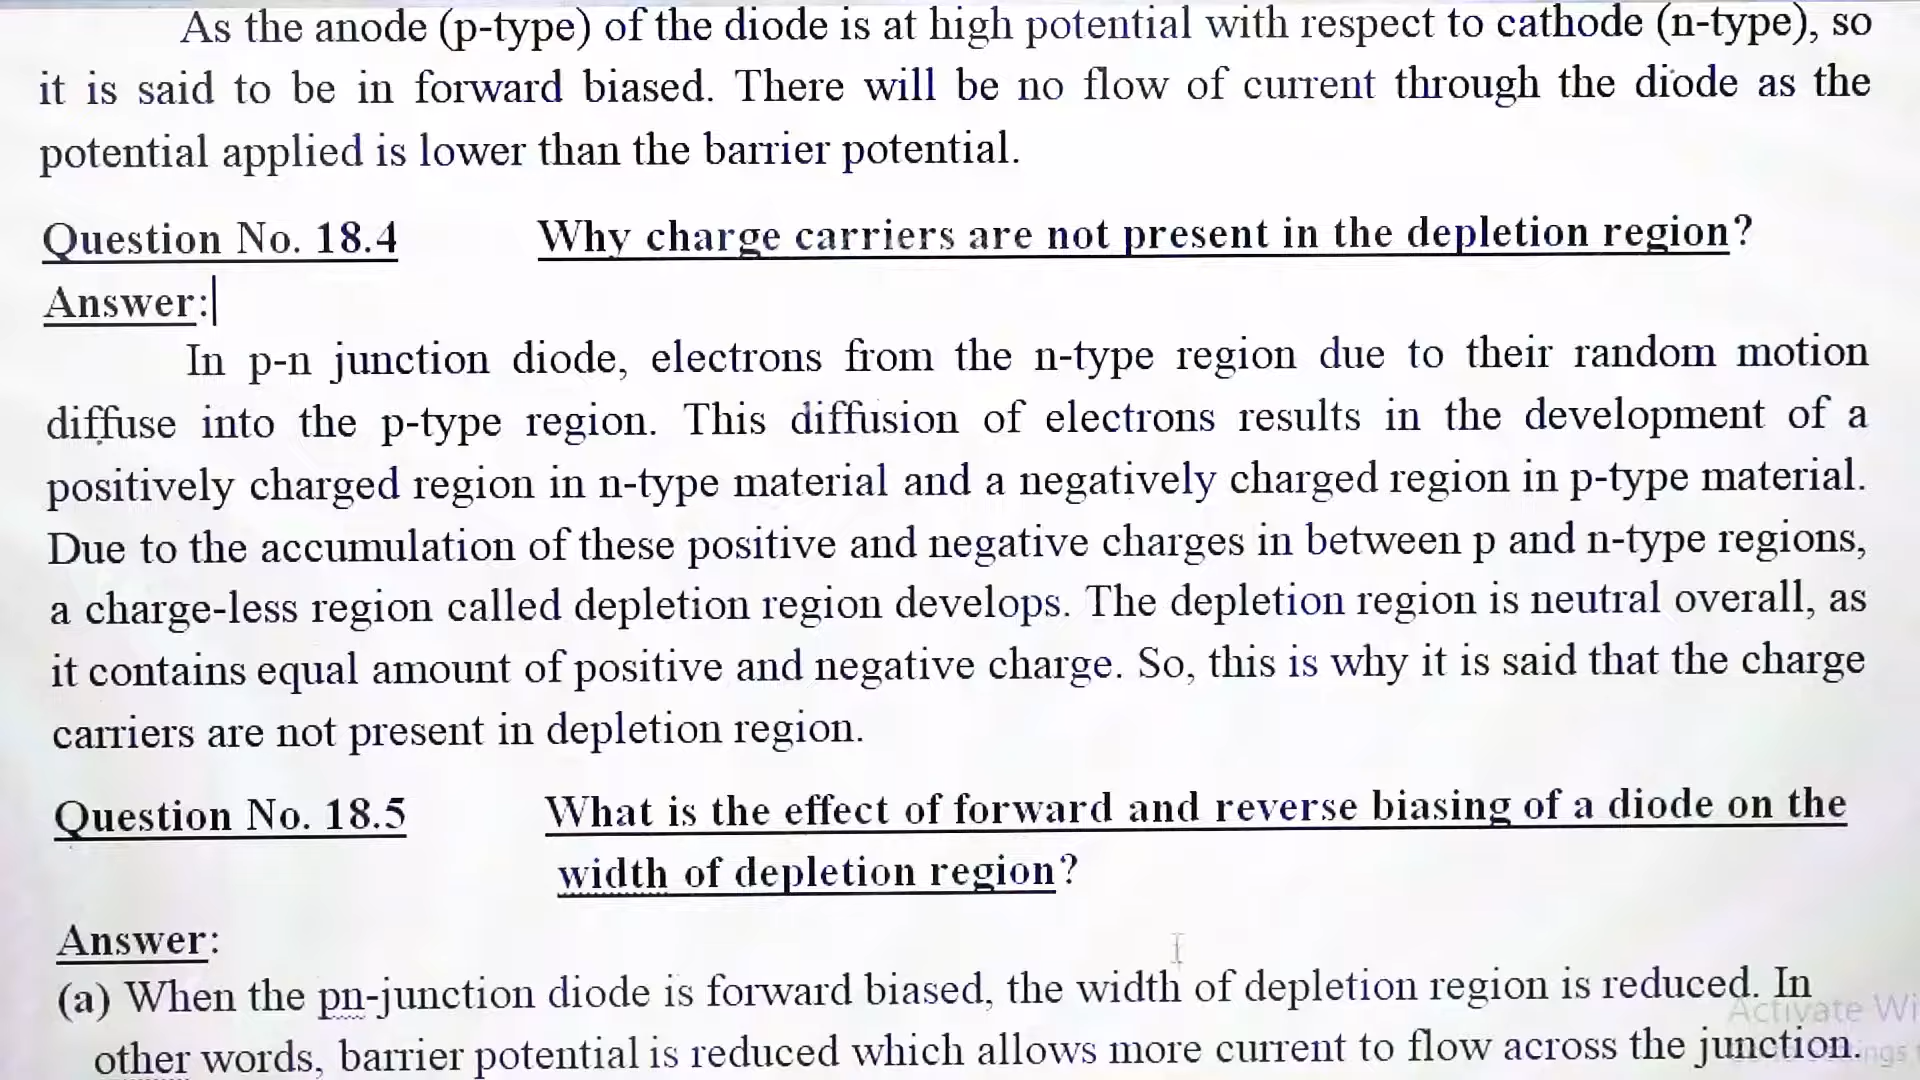 As the anode (p-type) of the diode is at high potential with respect to cathode (n-type), so
it is said to be in forward biased. There will be no flow of current through the diode as the
potential applied is lower than the barrier potential.
Question No. 18.4 Why charge carriers are not present in the depletion region?
Answer:
In p-n junction diode, electrons from the n-type region due to their random motion
diffuse into the p-type region. This diffusion of electrons results in the development of a
positively charged region in n-type material and a negatively charged region in p-type material.
Due to the accumulation of these positive and negative charges in between p and n-type regions,
a charge-less region called depletion region develops. The depletion region is neutral overall, as
it contains equal amount of positive and negative charge. So, this is why it is said that the charge
carriers are not present in depletion region.
Question No. 18.5 What is the effect of forward and reverse biasing of a diode on the
width of depletion region?
Answer:
(a) When the pn-junction diode is forward biased, the width of depletion region is reduced. In
Activate Wi
other words, barrier potential is reduced which allows more current to flow across the junction.